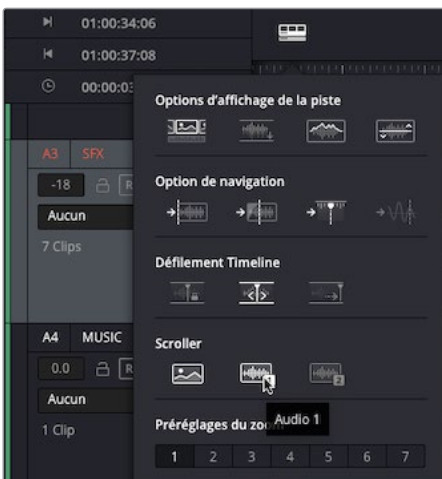 01:00:34:06
01:00:37:08
00:00:03
Options d'affichage de la piste
A3 SFX
-18 R
Option de navigation
Aucun
7 Clips
Défilement Timeline
A4 MUSIC
Scroller
0.0 R
1 2
Aucun
Audio 1
1 Clip
Préréglages du
1 2 3 4 5 6 7